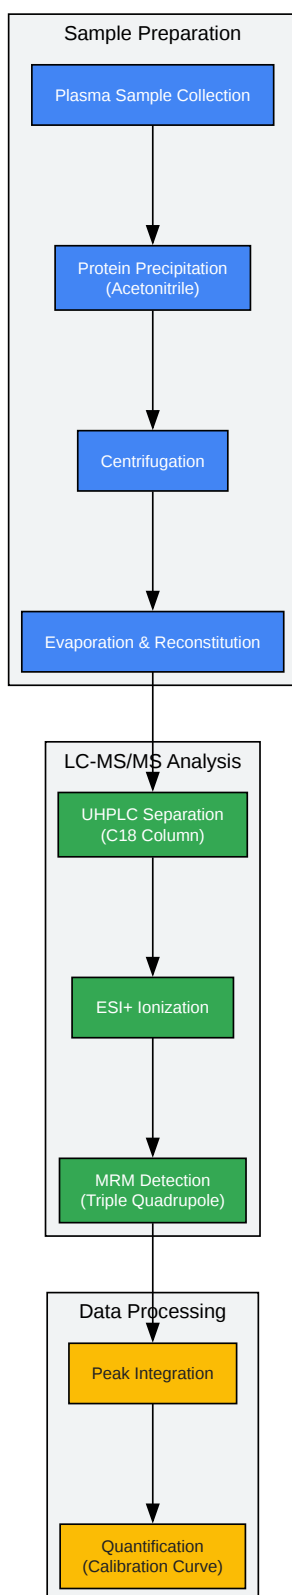 Sample Preparation
Plasma Sample Collection
Protein Precipitation
(Acetonitrile)
Centrifugation
Evaporation & Reconstitution
LC-MS/MS Analysis
UHPLC Separation
(C18 Column)
ESI+ Ionization
MRM Detection
(Triple Quadrupole)
Data Processing
Peak Integration
Quantification
(Calibration Curve)